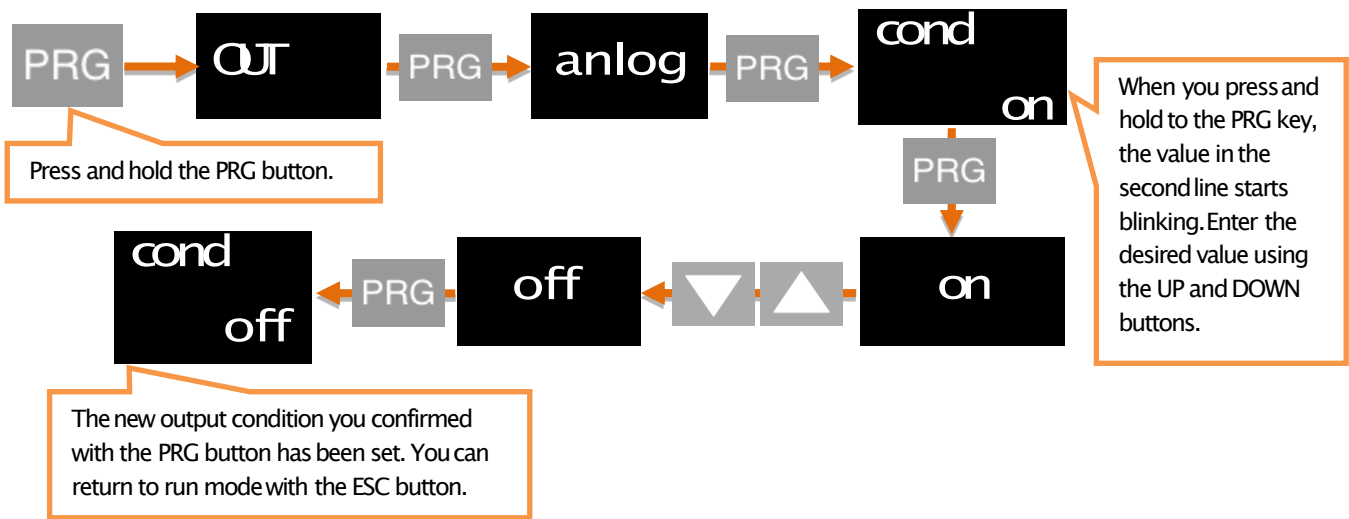 PRG
OUT
PRG
anlog
PRG
cond
on
When you press and
hold to the PRG key,
the value in the
second line starts
blinking. Enter the
desired value using
the UP and DOWN
buttons.
Press and hold the PRG button.
PRG
on
off
PRG
cond
off
The new output condition you confirmed
with the PRG button has been set. You can
return to run mode with the ESC button.